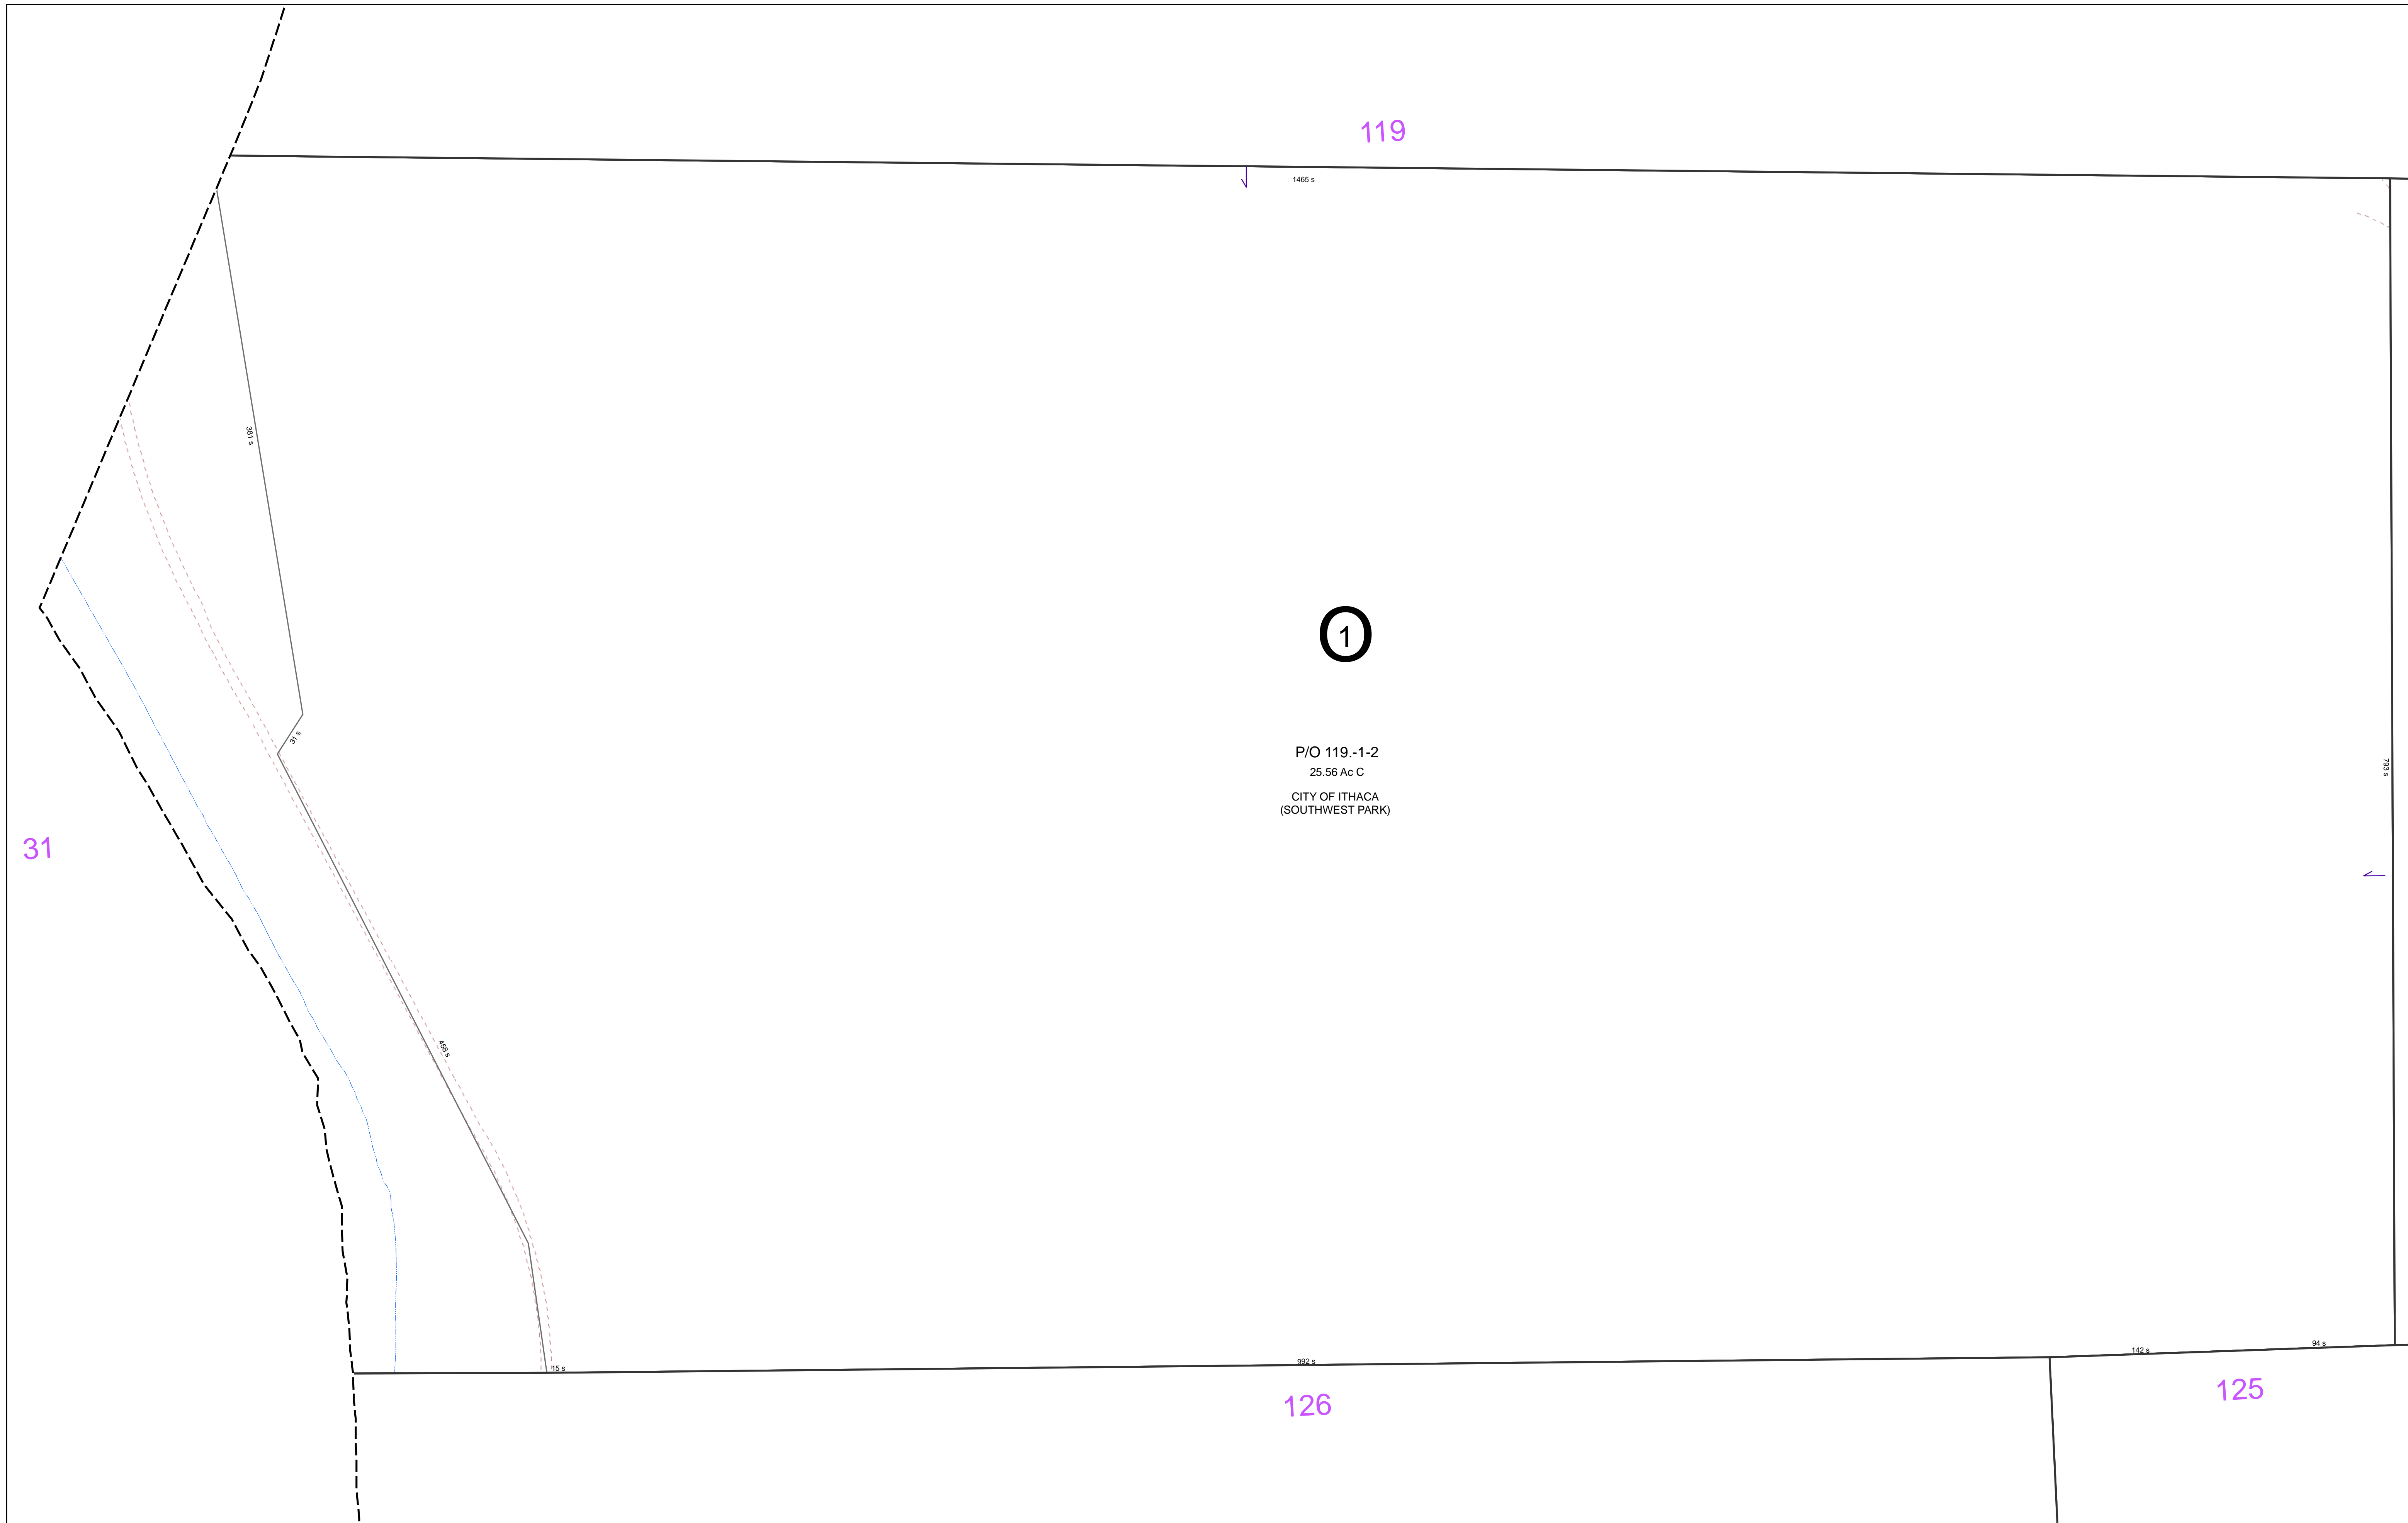 119
1465 s
381 s
1
31 s
P/O 119.-1-2
25.56 Ac C
793 s
CITY OF ITHACA
(SOUTHWEST PARK)
31
458 s
94 s
142 s
992 s
15 s
125
126